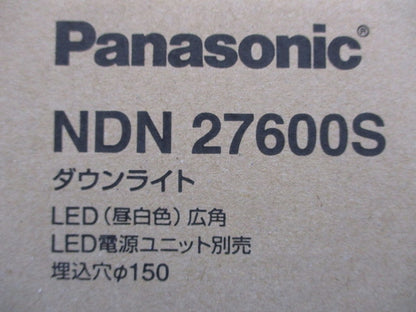 Panasonic®
NDN 27600S
ダウンライト
LED（昼白色）広角
LED電源ユニット別売
埋込穴φ150